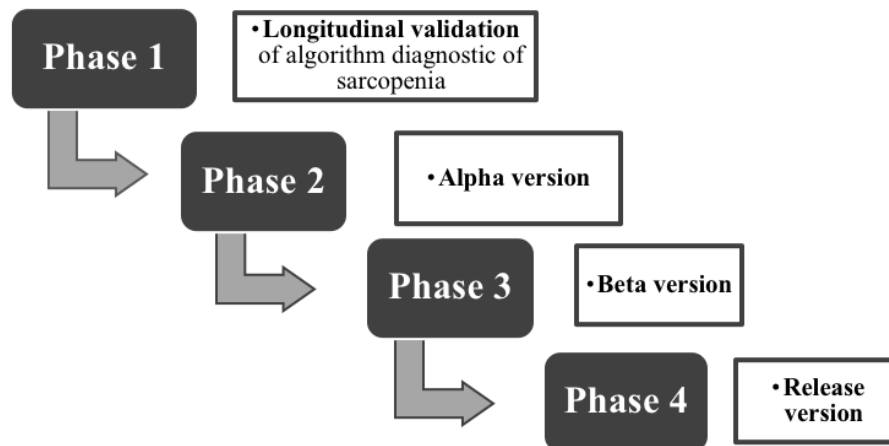 Phase 1
• Longitudinal validation
of algorithm diagnostic of
sarcopenia
Phase 2
• Alpha version
Phase 3
• Beta version
Phase 4
• Release
version